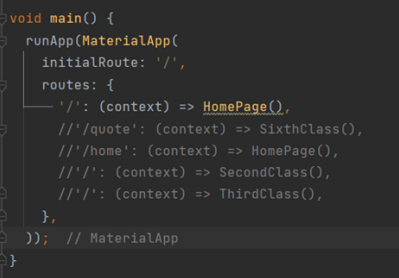 void main() {
runApp(MaterialApp(
initialRoute: '/',
routes: {
'/': (context) => HomePage(),
//'/quote': (context) => SixthClass(),
//'/home': (context) => HomePage(),
//'/': (context) => SecondClass(),
//'/': (context) => ThirdClass(),
},
)); // MaterialApp
}